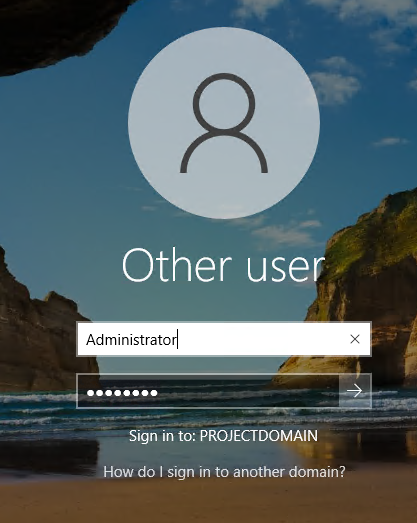 Other user
Administrator
●●●●●●●●
Sign in to: PROJECTDOMAIN
How do I sign in to another domain?